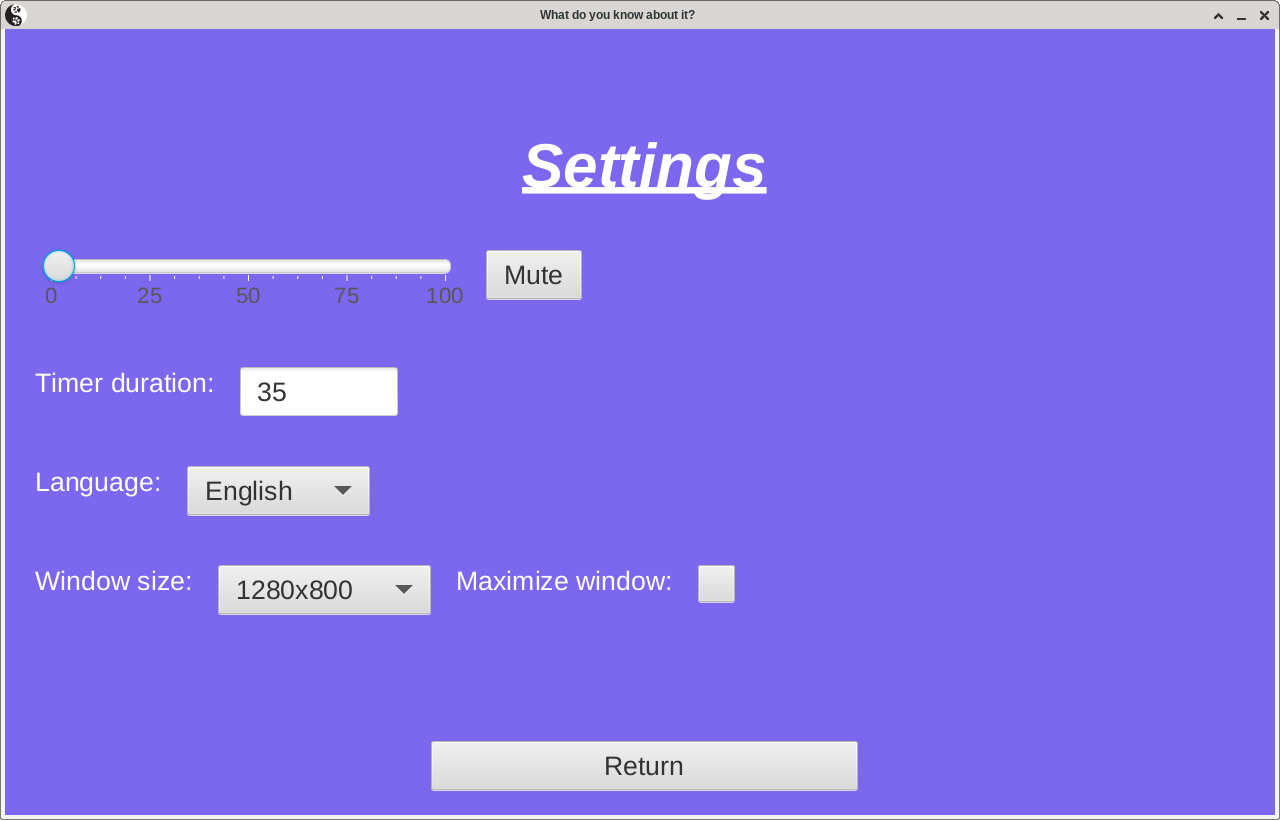 What do you know about it?
Settings
Mute
0 25 50 75 100
Timer duration: 35
Language: English
Window size: 1280x800 Maximize window:
Return